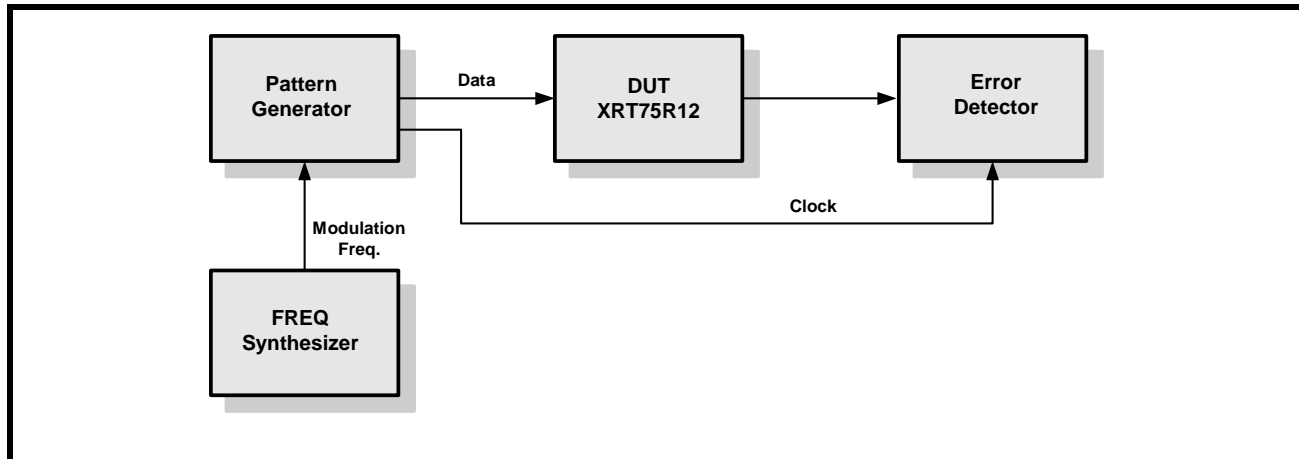 Pattern
Generator
Data
DUT
XRT75R12
Error
Detector
Clock
Modulation
Freq.
FREQ
Synthesizer